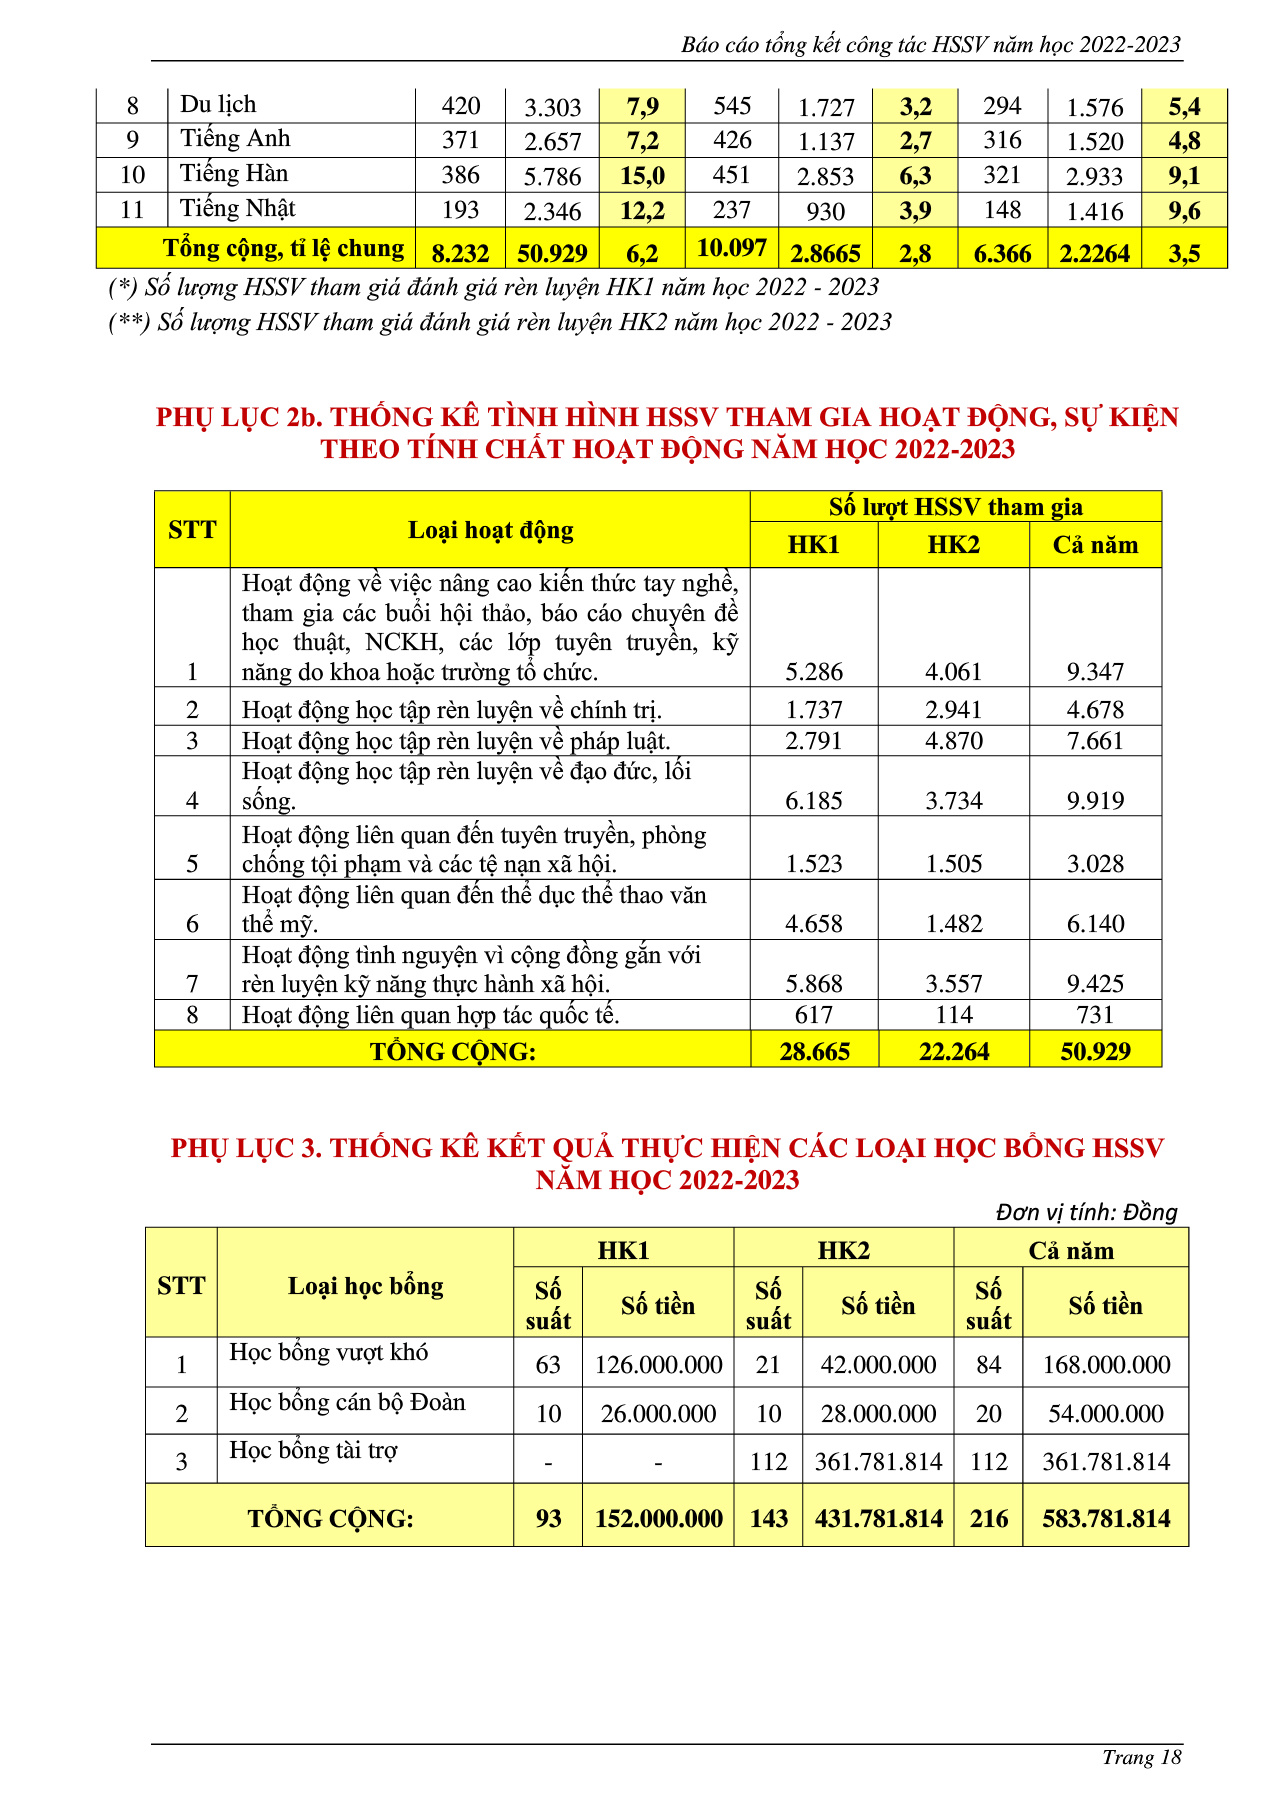 Báo cáo tổng kết công tác HSSV năm học 2022-2023
8 Du lịch 420 3.303 7,9 545 1.727 3,2 294 1.576 5,4
9 Tiếng Anh 371 2.657 7,2 426 1.137 2,7 316 1.520 4,8
10 Tiếng Hàn 386 5.786 15,0 451 2.853 6,3 321 2.933 9,1
11 Tiếng Nhật 193 2.346 12,2 237 930 3,9 148 1.416 9,6
Tổng cộng, tỉ lệ chung 8.232 50.929 6,2 10.097 2.8665 2,8 6.366 2.2264 3,5
(*) Số lượng HSSV tham giá đánh giá rèn luyện HK1 năm học 2022 - 2023
(**) Số lượng HSSV tham giá đánh giá rèn luyện HK2 năm học 2022 - 2023
PHỤ LỤC 2b. THỐNG KÊ TÌNH HÌNH HSSV THAM GIA HOẠT ĐỘNG, SỰ KIỆN
THEO TÍNH CHẤT HOẠT ĐỘNG NĂM HỌC 2022-2023
STT Loại hoạt động Số lượt HSSV tham gia
HK1 HK2 Cả năm
Hoạt động về việc nâng cao kiến thức tay nghề,
tham gia các buổi hội thảo, báo cáo chuyên đề
học thuật, NCKH, các lớp tuyên truyền, kỹ
1 năng do khoa hoặc trường tổ chức. 5.286 4.061 9.347
2 Hoạt động học tập rèn luyện về chính trị. 1.737 2.941 4.678
3 Hoạt động học tập rèn luyện về pháp luật. 2.791 4.870 7.661
Hoạt động học tập rèn luyện về đạo đức, lối
4 sống. 6.185 3.734 9.919
Hoạt động liên quan đến tuyên truyền, phòng
5 chống tội phạm và các tệ nạn xã hội. 1.523 1.505 3.028
Hoạt động liên quan đến thể dục thể thao văn
6 thể mỹ. 4.658 1.482 6.140
Hoạt động tình nguyện vì cộng đồng gắn với
7 rèn luyện kỹ năng thực hành xã hội. 5.868 3.557 9.425
8 Hoạt động liên quan hợp tác quốc tế. 617 114 731
TỔNG CỘNG: 28.665 22.264 50.929
PHỤ LỤC 3. THỐNG KÊ KẾT QUẢ THỰC HIỆN CÁC LOẠI HỌC BỔNG HSSV
NĂM HỌC 2022-2023
Đơn vị tính: Đồng
STT Loại học bổng HK1 HK2 Cả năm
Số suất Số tiền Số suất Số tiền Số suất Số tiền
1 Học bổng vượt khó 63 126.000.000 21 42.000.000 84 168.000.000
2 Học bổng cán bộ Đoàn 10 26.000.000 10 28.000.000 20 54.000.000
3 Học bổng tài trợ - - 112 361.781.814 112 361.781.814
TỔNG CỘNG: 93 152.000.000 143 431.781.814 216 583.781.814
Trang 18